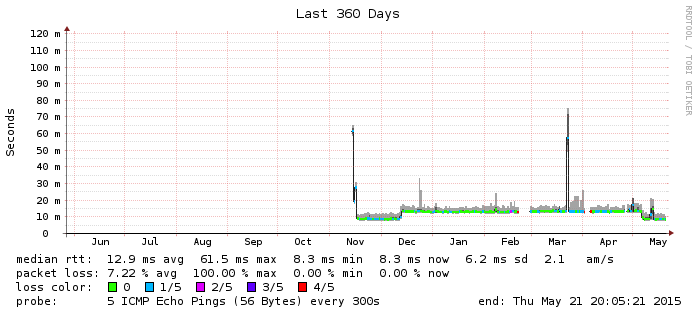 Last 360 Days
RRDTOOL / TOBI OETIKER
Seconds
120 m
110 m
100 m
90 m
80 m
70 m
60 m
50 m
40 m
30 m
20 m
10 m
0
Jun Jul Aug Sep Oct Nov Dec Jan Feb Mar Apr May
median rtt: 12.9 ms avg 61.5 ms max 8.3 ms min 8.3 ms now 6.2 ms sd 2.1 am/s
packet loss: 7.22 % avg 100.00 % max 0.00 % min 0.00 % now
loss color: 0 1/5 2/5 3/5 4/5
probe: 5 ICMP Echo Pings (56 Bytes) every 300s end: Thu May 21 20:05:21 2015